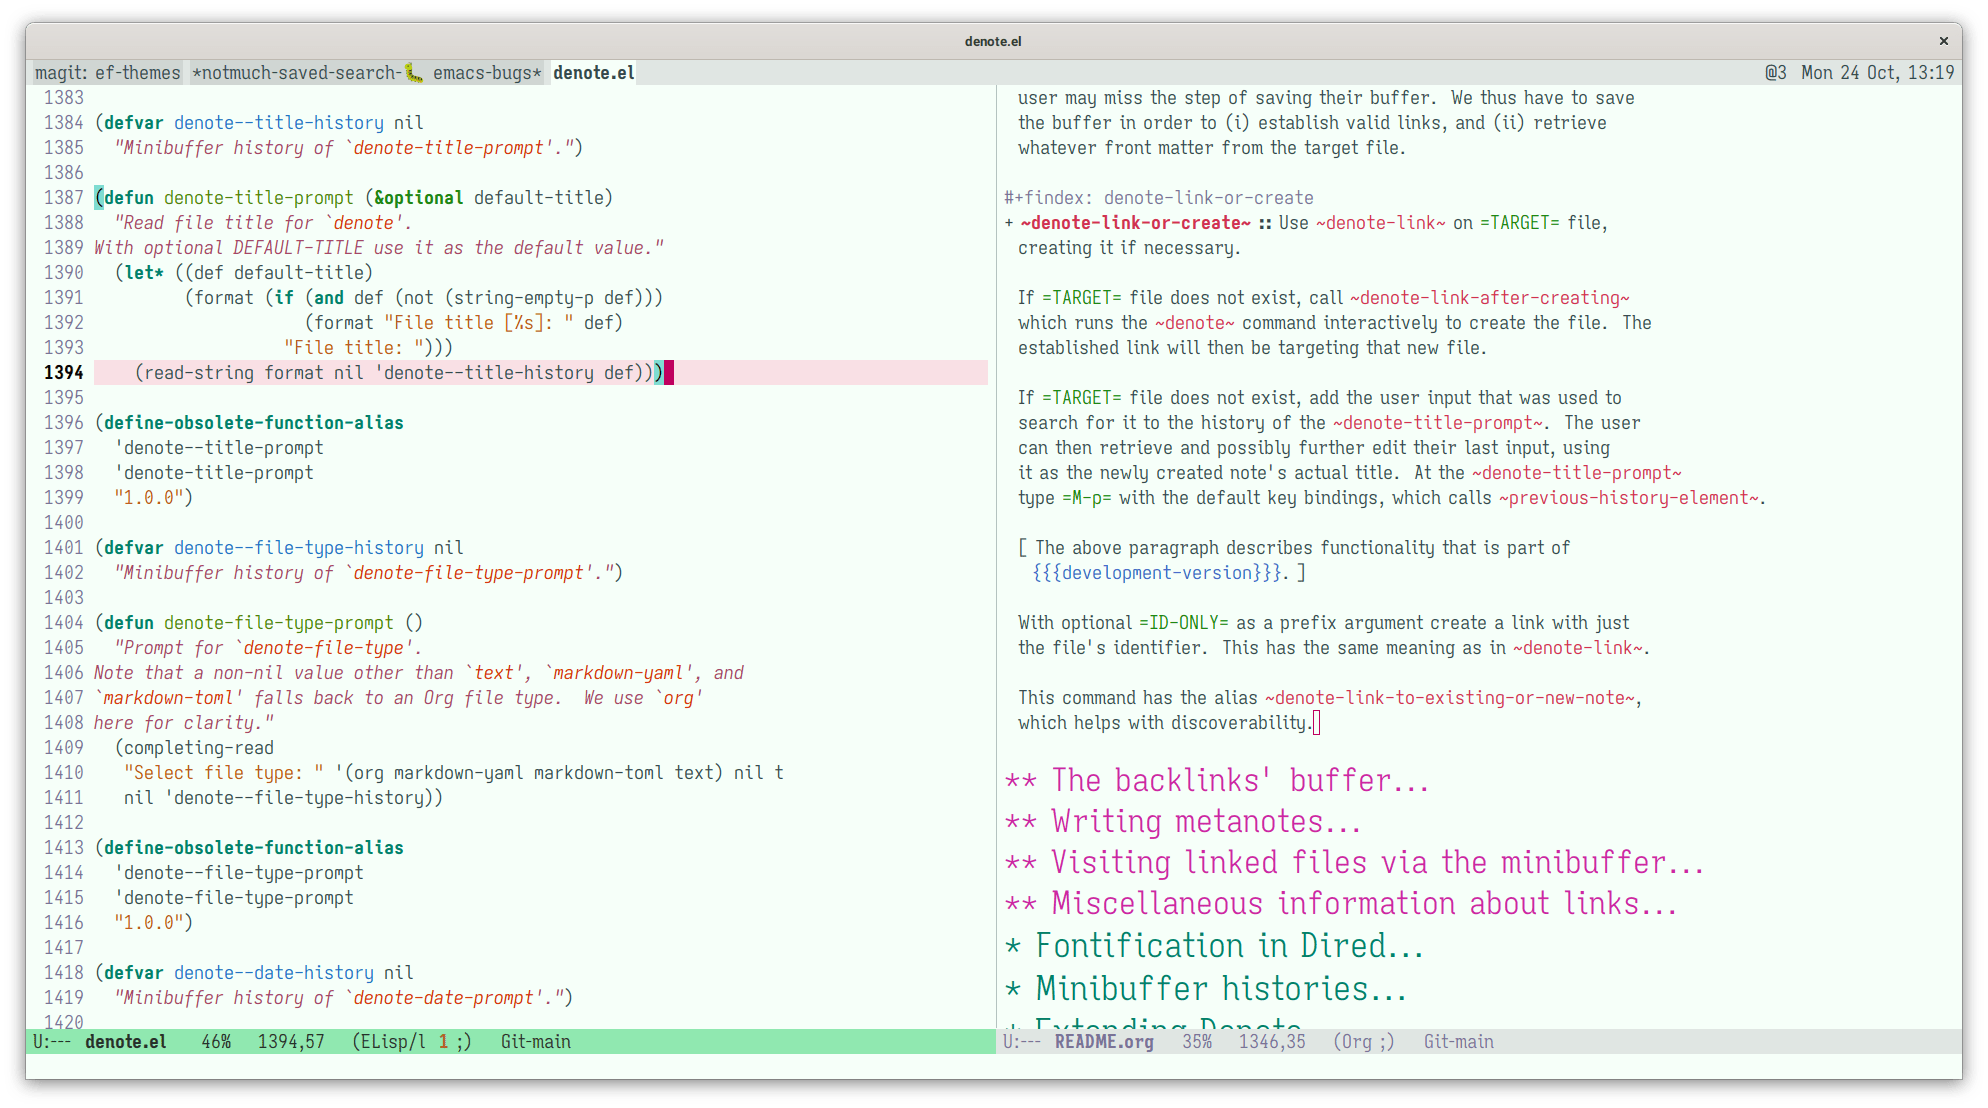 denote.el ×
magit: ef-themes *notmuch-saved-search-🐛 emacs-bugs* denote.el @3 Mon 24 Oct, 13:19
1383
1384 (defvar denote--title-history nil
1385   "Minibuffer history of `denote-title-prompt'.")
1386
1387 (defun denote-title-prompt (&optional default-title)
1388   "Read file title for `denote'.
1389 With optional DEFAULT-TITLE use it as the default value."
1390   (let* ((def default-title)
1391          (format (if (and def (not (string-empty-p def)))
1392                      (format "File title [%s]: " def)
1393                    "File title: ")))
1394     (read-string format nil 'denote--title-history def)))
1395
1396 (define-obsolete-function-alias
1397   'denote--title-prompt
1398   'denote-title-prompt
1399   "1.0.0")
1400
1401 (defvar denote--file-type-history nil
1402   "Minibuffer history of `denote-file-type-prompt'.")
1403
1404 (defun denote-file-type-prompt ()
1405   "Prompt for `denote-file-type'.
1406 Note that a non-nil value other than `text', `markdown-yaml', and
1407 `markdown-toml' falls back to an Org file type.  We use `org'
1408 here for clarity."
1409   (completing-read
1410    "Select file type: " '(org markdown-yaml markdown-toml text) nil t
1411    nil 'denote--file-type-history))
1412
1413 (define-obsolete-function-alias
1414   'denote--file-type-prompt
1415   'denote-file-type-prompt
1416   "1.0.0")
1417
1418 (defvar denote--date-history nil
1419   "Minibuffer history of `denote-date-prompt'.")
1420
U:--- denote.el 46% 1394,57 (ELisp/l 1 ;) Git-main
user may miss the step of saving their buffer.  We thus have to save
the buffer in order to (i) establish valid links, and (ii) retrieve
whatever front matter from the target file.
#+findex: denote-link-or-create
+ ~denote-link-or-create~ :: Use ~denote-link~ on =TARGET= file,
creating it if necessary.
If =TARGET= file does not exist, call ~denote-link-after-creating~
which runs the ~denote~ command interactively to create the file.  The
established link will then be targeting that new file.
If =TARGET= file does not exist, add the user input that was used to
search for it to the history of the ~denote-title-prompt~.  The user
can then retrieve and possibly further edit their last input, using
it as the newly created note's actual title.  At the ~denote-title-prompt~
type =M-p= with the default key bindings, which calls ~previous-history-element~.
[ The above paragraph describes functionality that is part of
{{{development-version}}}. ]
With optional =ID-ONLY= as a prefix argument create a link with just
the file's identifier.  This has the same meaning as in ~denote-link~.
This command has the alias ~denote-link-to-existing-or-new-note~,
which helps with discoverability.
** The backlinks' buffer...
** Writing metanotes...
** Visiting linked files via the minibuffer...
** Miscellaneous information about links...
* Fontification in Dired...
* Minibuffer histories...
* Extending Denote
U:--- README.org 35% 1346,35 (Org ;) Git-main